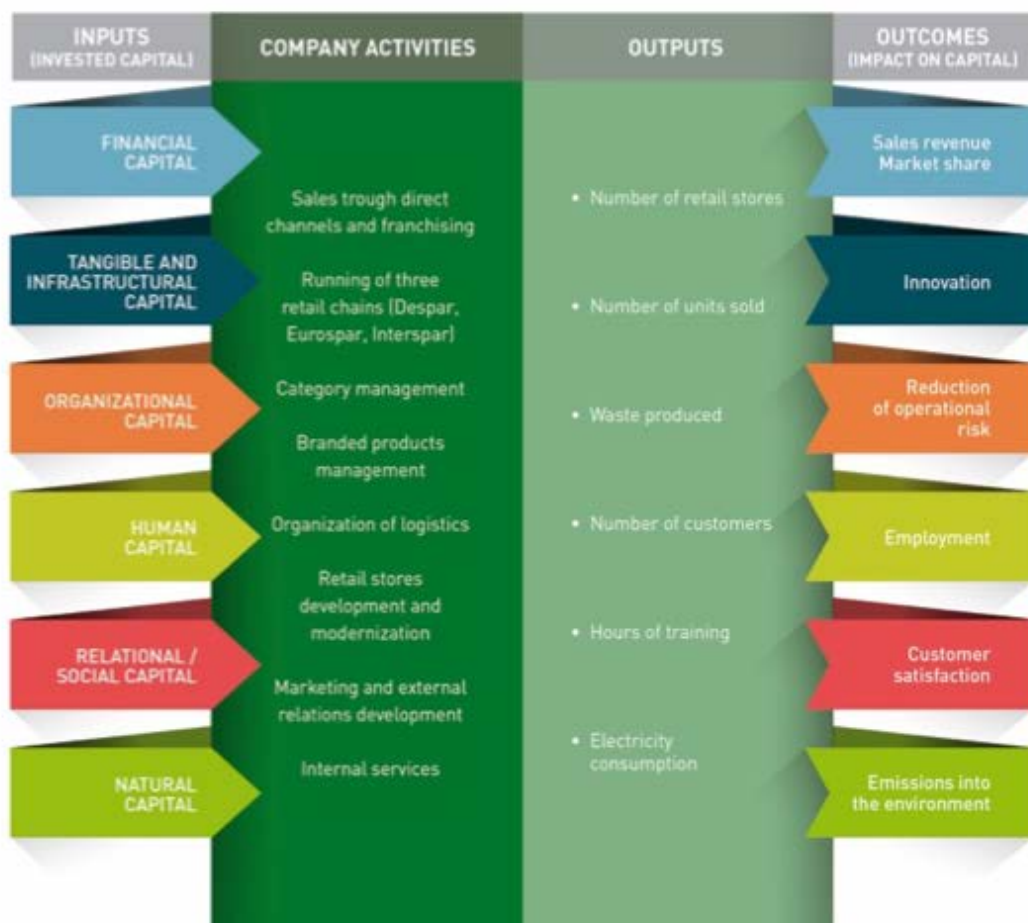 INPUTS
(INVESTED CAPITAL)
COMPANY ACTIVITIES
OUTPUTS
OUTCOMES
(IMPACT ON CAPITAL)
FINANCIAL
CAPITAL
TANGIBLE AND
INFRASTRUCTURAL
CAPITAL
ORGANIZATIONAL
CAPITAL
HUMAN
CAPITAL
RELATIONAL /
SOCIAL CAPITAL
NATURAL
CAPITAL
Sales trough direct
channels and franchising
Running of three
retail chains (Despar,
Eurospar, Interspar)
Category management
Branded products
management
Organization of logistics
Retail stores
development and
modernization
Marketing and external
relations development
Internal services
• Number of retail stores
• Number of units sold
• Waste produced
• Number of customers
• Hours of training
• Electricity
consumption
Sales revenue
Market share
Innovation
Reduction
of operational
risk
Employment
Customer
satisfaction
Emissions into
the environment